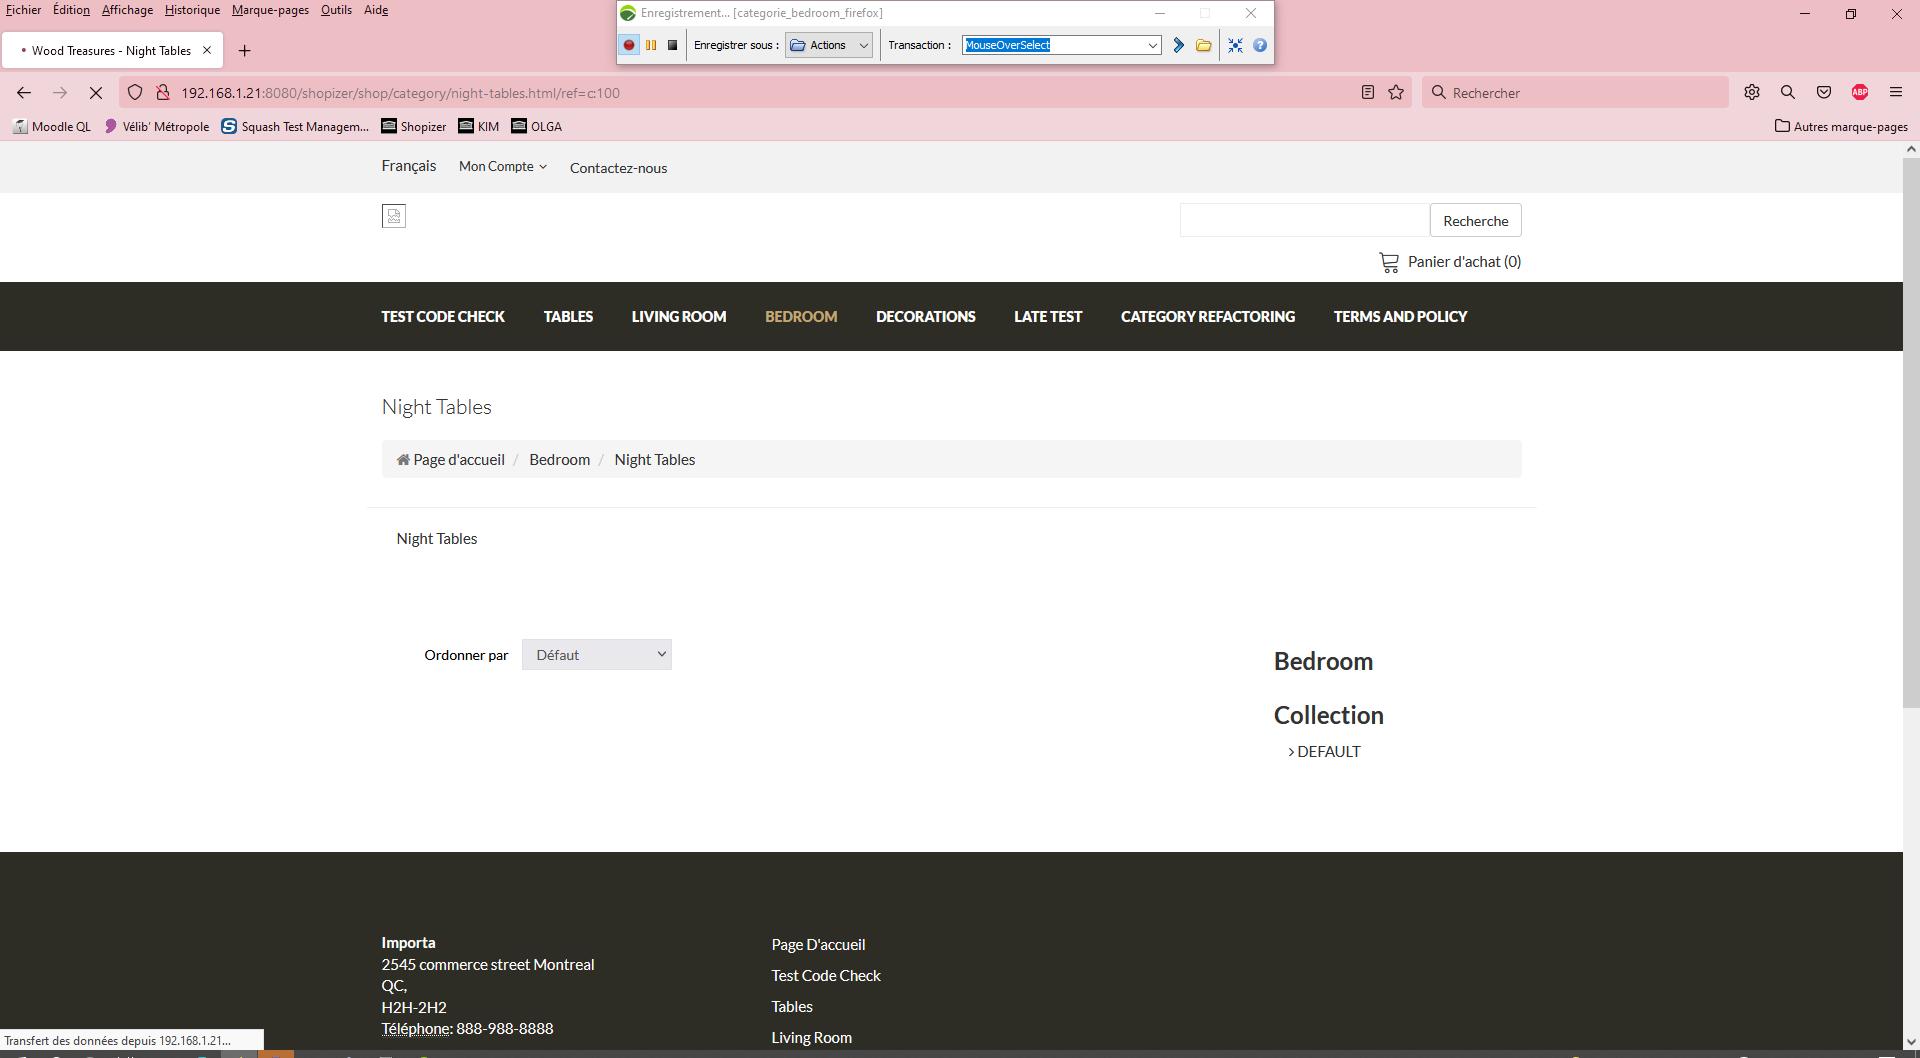 Fichier Édition Affichage Historique Marque-pages Outils Aide
Enregistrement... [categorie_bedroom_firefox]
Wood Treasures - Night Tables
Enregistrer sous : Actions Transaction : MouseOverSelect
192.168.1.21:8080/shopizer/shop/category/night-tables.html/ref=c:100
Rechercher
ABP
Moodle QL Vélib' Métropole Squash Test Managem... Shopizer KIM OLGA Autres marque-pages
Français Mon Compte Contactez-nous
Recherche
Panier d'achat (0)
TEST CODE CHECK TABLES LIVING ROOM BEDROOM DECORATIONS LATE TEST CATEGORY REFACTORING TERMS AND POLICY
Night Tables
Page d'accueil / Bedroom / Night Tables
Night Tables
Ordonner par Défaut
Bedroom
Collection
> DEFAULT
Importa
2545 commerce street Montreal
QC,
H2H-2H2
Téléphone: 888-988-8888
Page D'accueil
Test Code Check
Tables
Living Room
Transfert des données depuis 192.168.1.21...